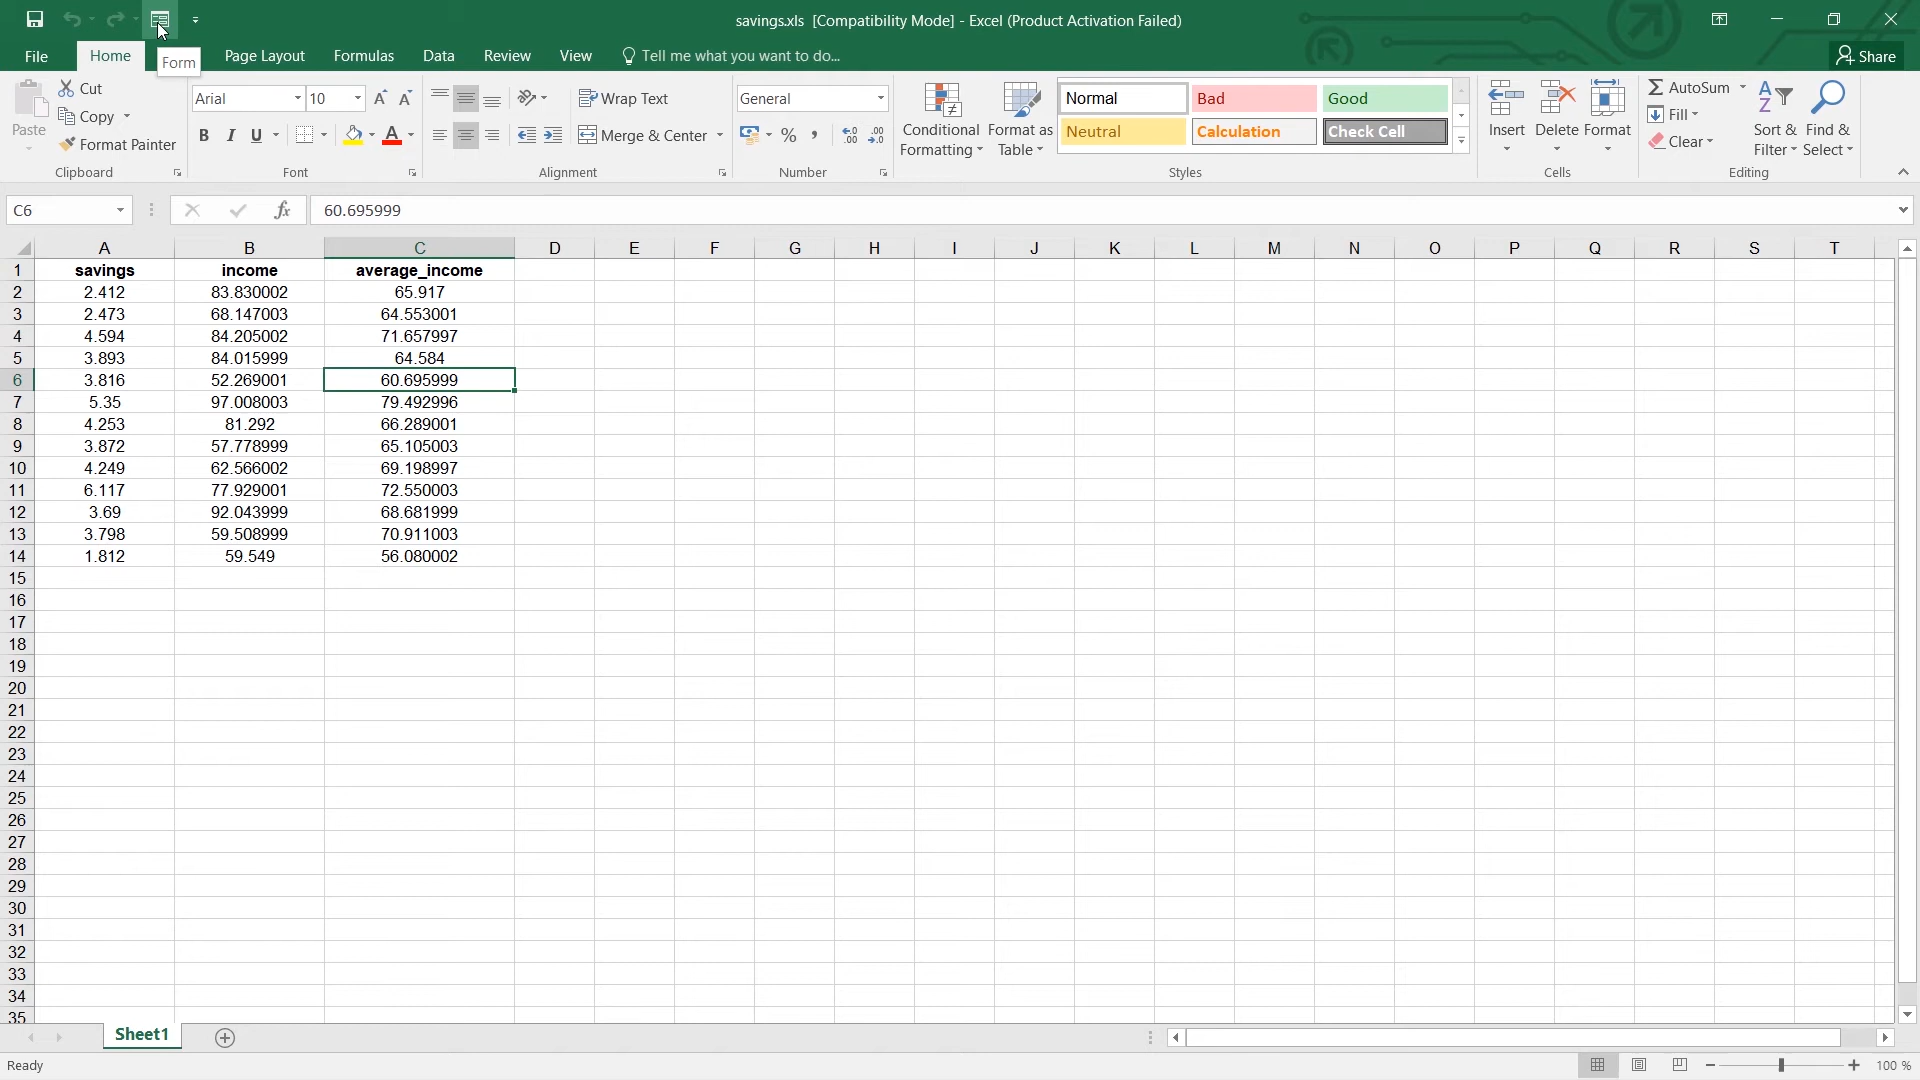 savings.xls [Compatibility Mode] - Excel (Product Activation Failed)
File Home Page Layout Formulas Data Review View Tell me what you want to do... Share
Form
Paste Cut Copy Format Painter Clipboard
Arial 10 B I U Font
Wrap Text Merge & Center Alignment
General % , Number
Conditional Formatting Format as Table
Normal Bad Good
Neutral Calculation Check Cell
Styles
Insert Delete Format Cells
AutoSum Fill Clear Sort & Filter Find & Select Editing
C6 fx 60.695999
A B C D E F G H I J K L M N O P Q R S T
1 savings income average_income
2 2.412 83.830002 65.917
3 2.473 68.147003 64.553001
4 4.594 84.205002 71.657997
5 3.893 84.015999 64.584
6 3.816 52.269001 60.695999
7 5.35 97.008003 79.492996
8 4.253 81.292 66.289001
9 3.872 57.778999 65.105003
10 4.249 62.566002 69.198997
11 6.117 77.929001 72.550003
12 3.69 92.043999 68.681999
13 3.798 59.508999 70.911003
14 1.812 59.549 56.080002
15
16
17
18
19
20
21
22
23
24
25
26
27
28
29
30
31
32
33
34
35
Sheet1
Ready 100 %